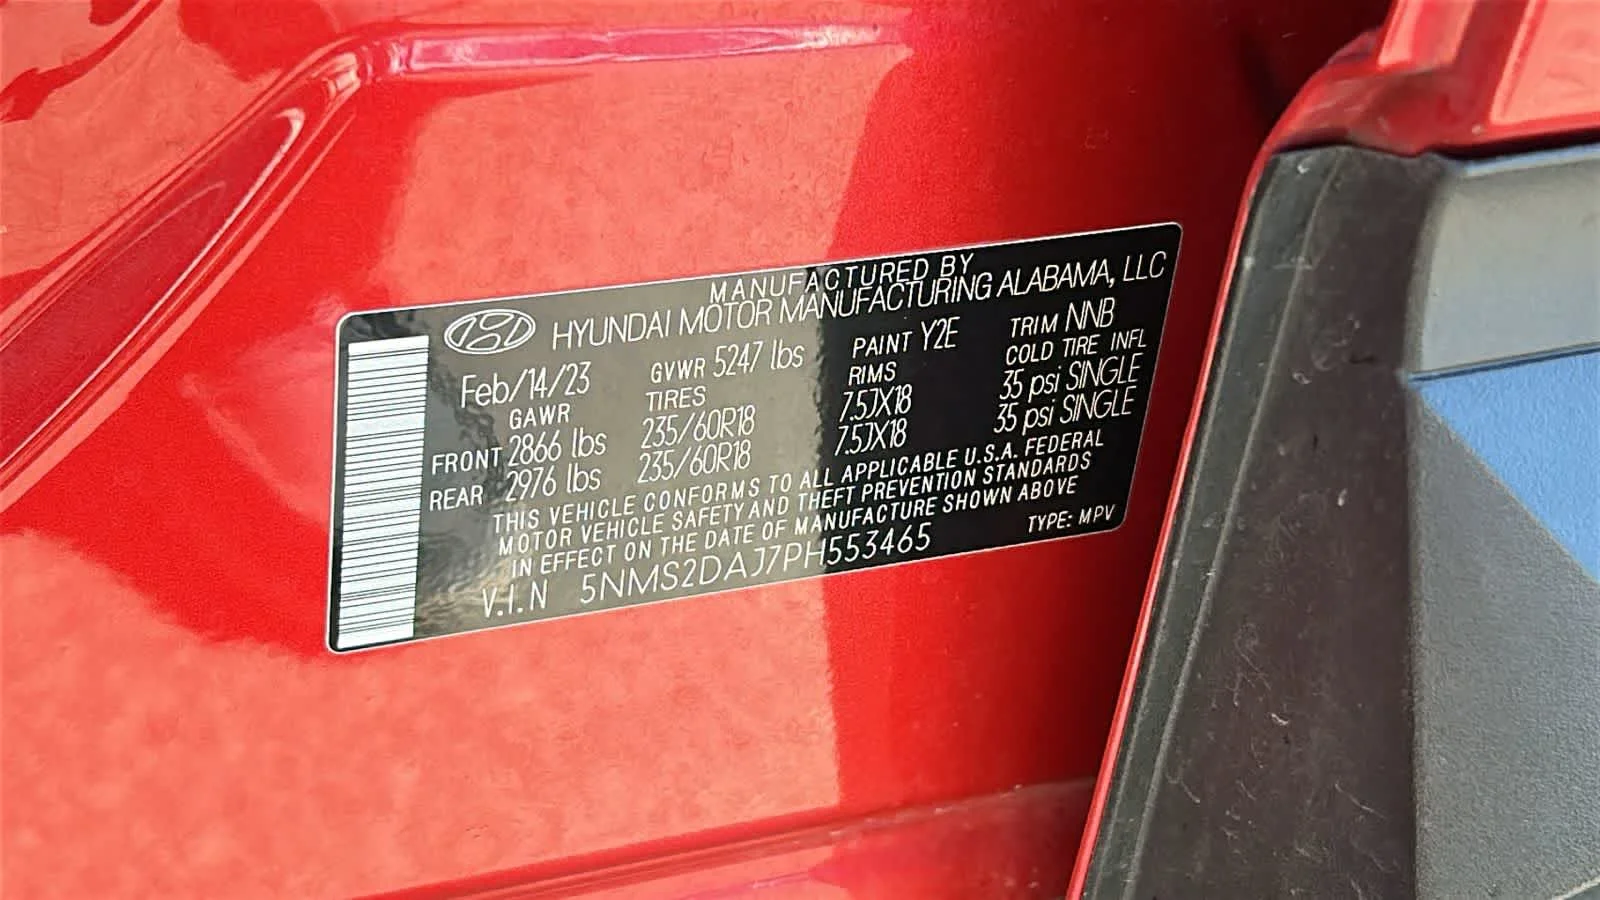 MANUFACTURED BY
HYUNDAI MOTOR MANUFACTURING ALABAMA, LLC
Feb/14/23 GVWR 5247 lbs PAINT Y2E TRIM NNB
GAWR TIRES RIMS COLD TIRE INFL
FRONT 2866 lbs 235/60R18 7.5JX18 35 psi SINGLE
REAR 2976 lbs 235/60R18 7.5JX18 35 psi SINGLE
THIS VEHICLE CONFORMS TO ALL APPLICABLE U.S.A. FEDERAL
MOTOR VEHICLE SAFETY AND THEFT PREVENTION STANDARDS
IN EFFECT ON THE DATE OF MANUFACTURE SHOWN ABOVE
V.I.N 5NMS2DAJ7PH553465 TYPE: MPV